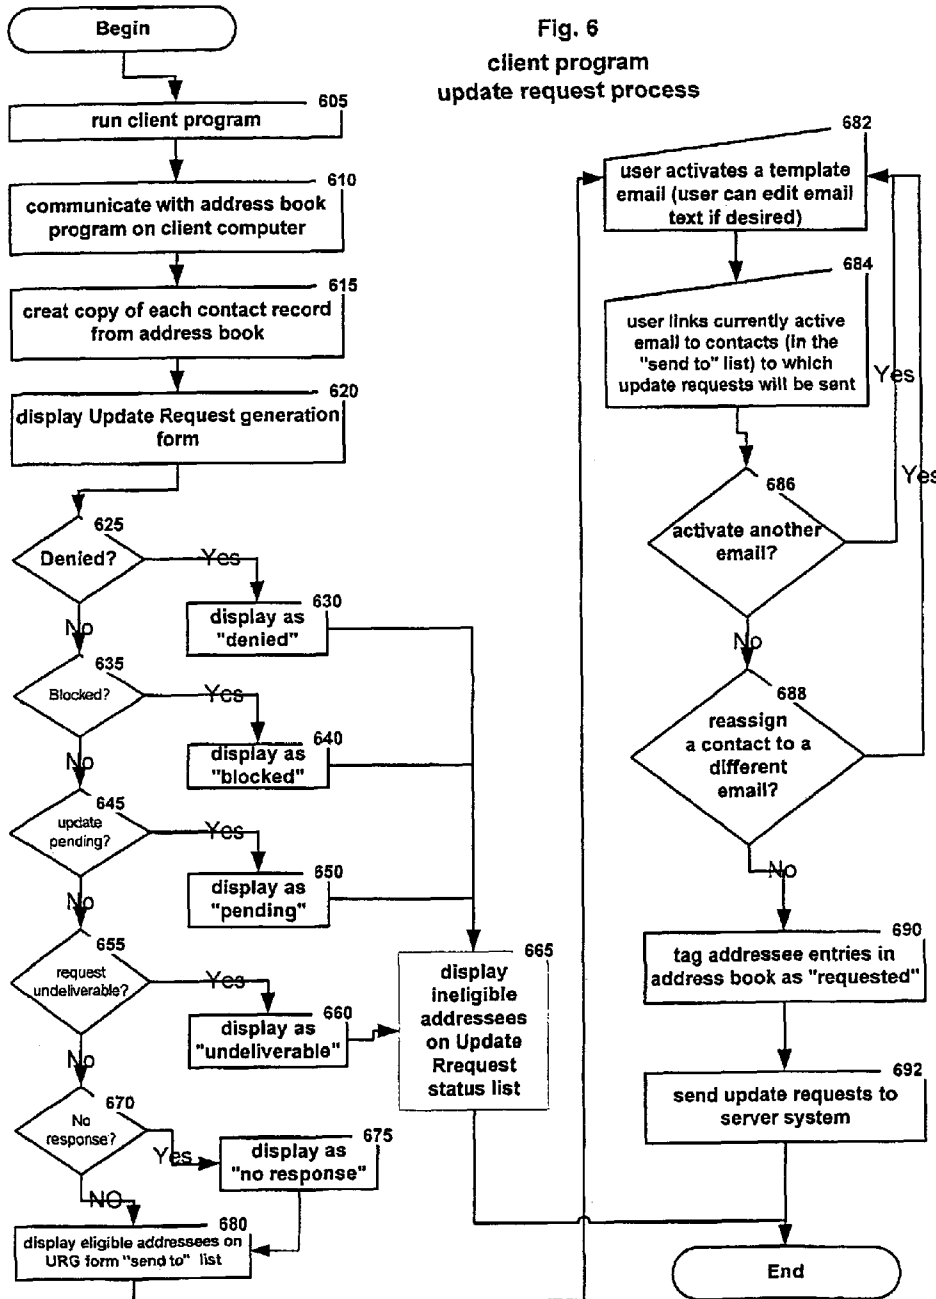 Fig. 6
client program
update request process
Begin
605
run client program
610
communicate with address book
program on client computer
615
creat copy of each contact record
from address book
620
display Update Request generation
form
625
Denied?
Yes
630
display as
"denied"
No
635
Blocked?
Yes
640
display as
"blocked"
No
645
update
pending?
Yes
650
display as
"pending"
No
655
request
undeliverable?
Yes
660
display as
"undeliverable"
665
display
ineligible
addressees
on Update
Rrequest
status list
No
670
No
response?
Yes
675
display as
"no response"
NO
680
display eligible addressees on
URG form "send to" list
682
user activates a template
email (user can edit email
text if desired)
684
user links currently active
email to contacts (in the
"send to" list) to which
update requests will be sent
Yes
Yes
686
activate another
email?
No
688
reassign
a contact to a
different
email?
No
690
tag addressee entries in
address book as "requested"
692
send update requests to
server system
End